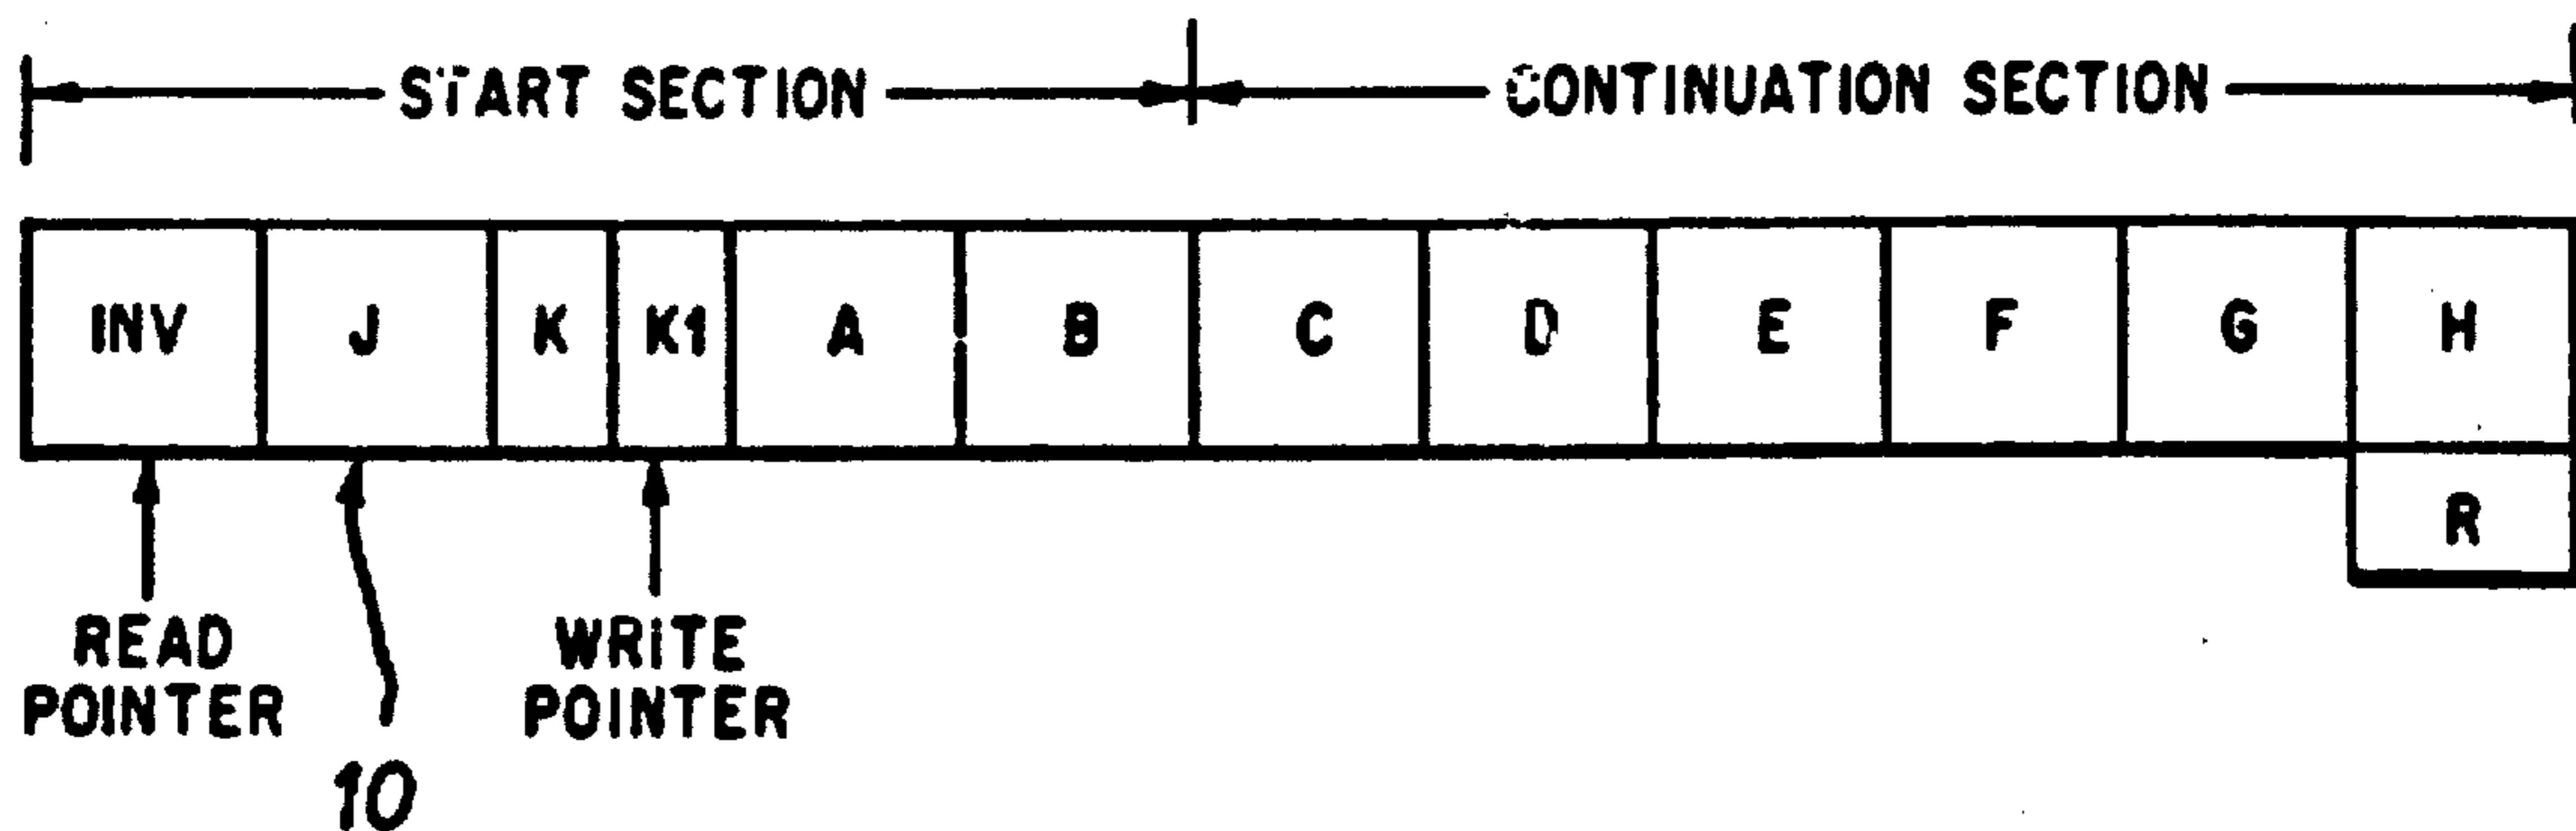 START SECTION CONTINUATION SECTION
INV J K K1 A B C D E F G H
R
READ POINTER
10
WRITE POINTER